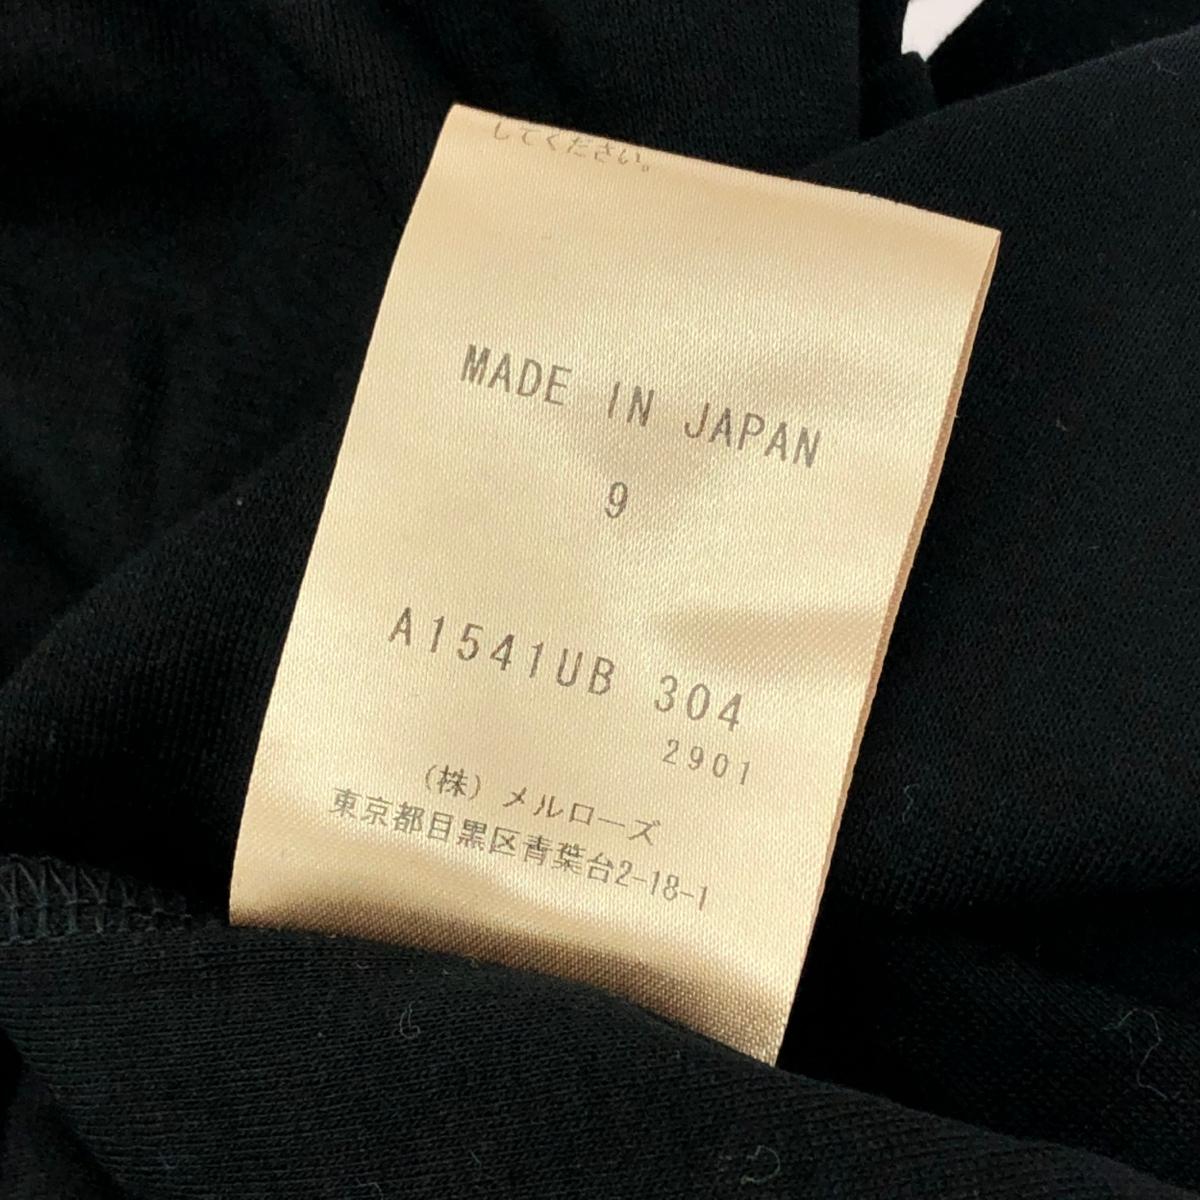 してください。
MADE IN JAPAN
9
A1541UB 304
2901
(株) メルローズ
東京都目黒区青葉台2-18-1